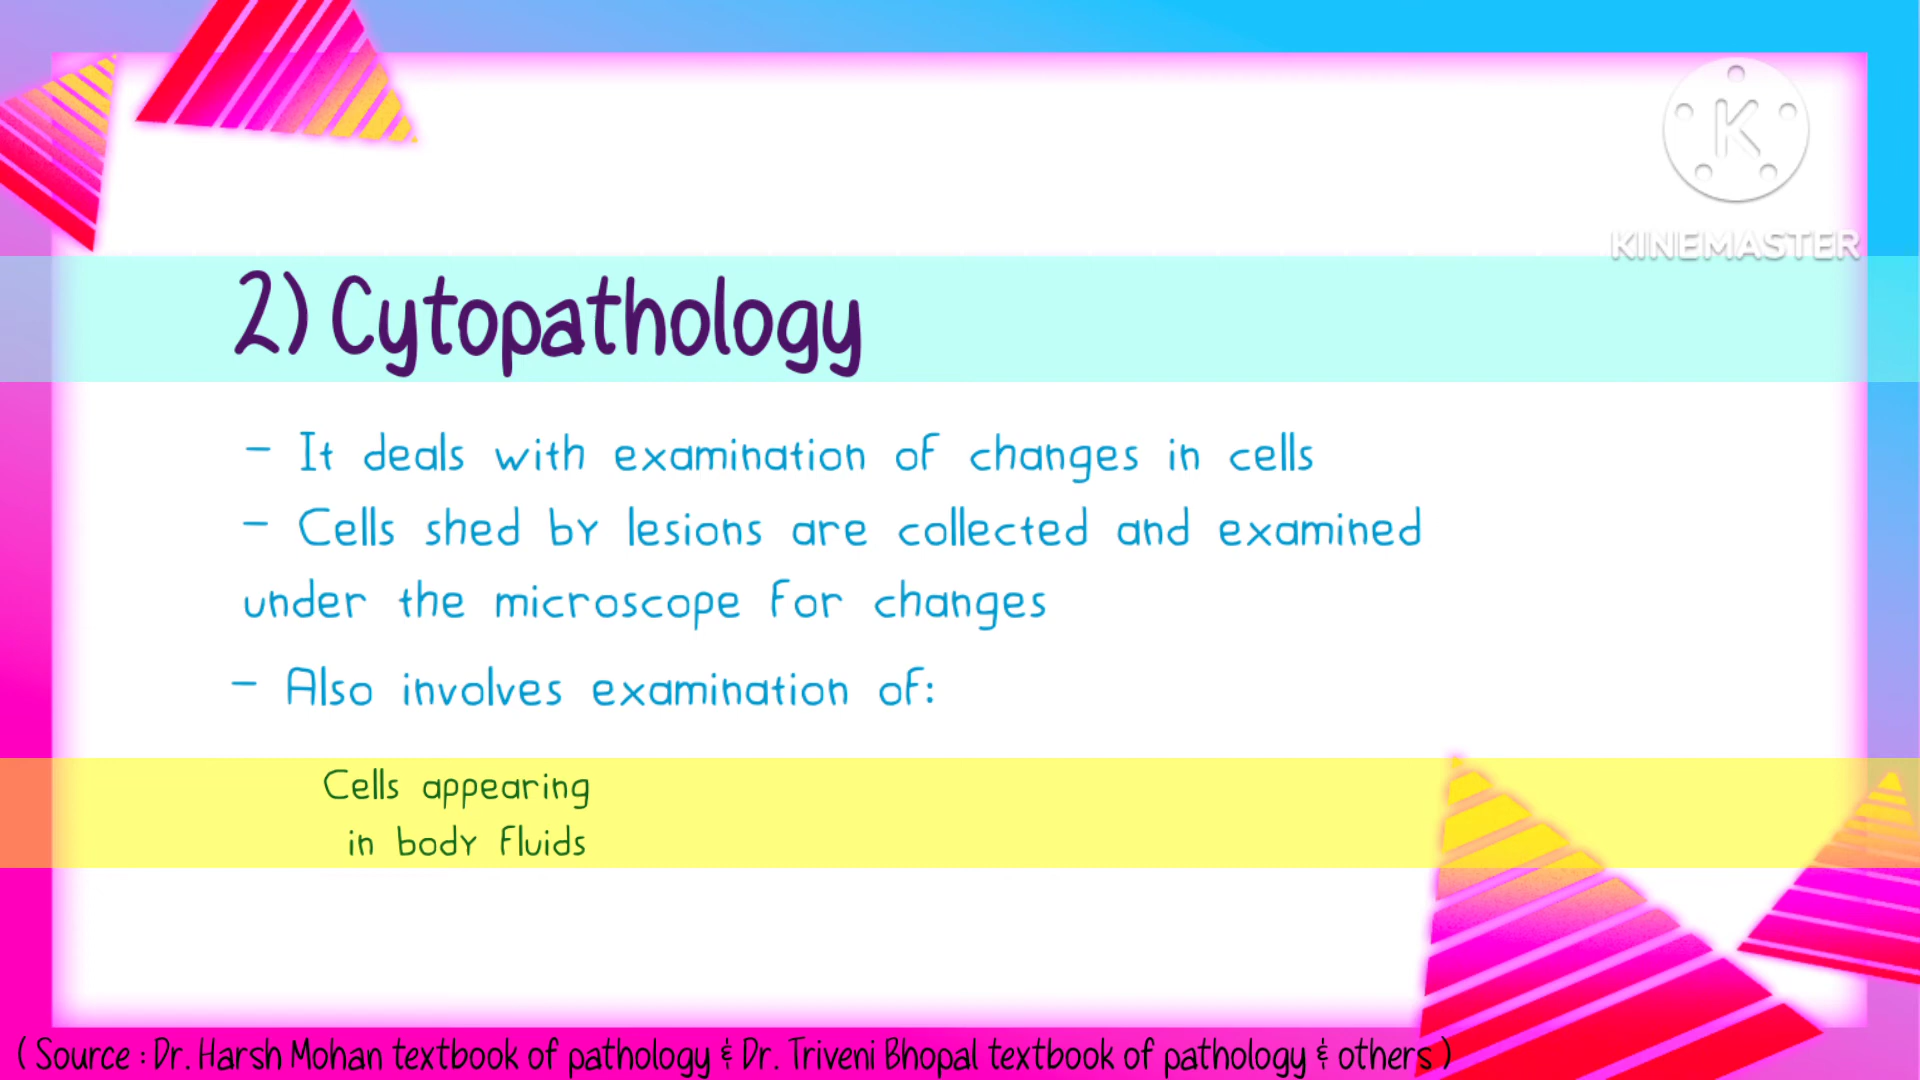 K
KINEMASTER
2) Cytopathology
- It deals with examination of changes in cells
- Cells shed by lesions are collected and examined
under the microscope for changes
- Also involves examination of:
Cells appearing
in body fluids
( Source : Dr. Harsh Mohan textbook of pathology & Dr. Triveni Bhopal textbook of pathology & others )